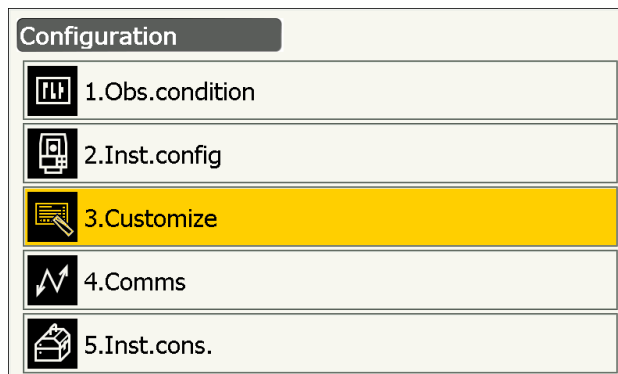 Configuration
1.Obs.condition
2.Inst.config
3.Customize
4.Comms
5.Inst.cons.